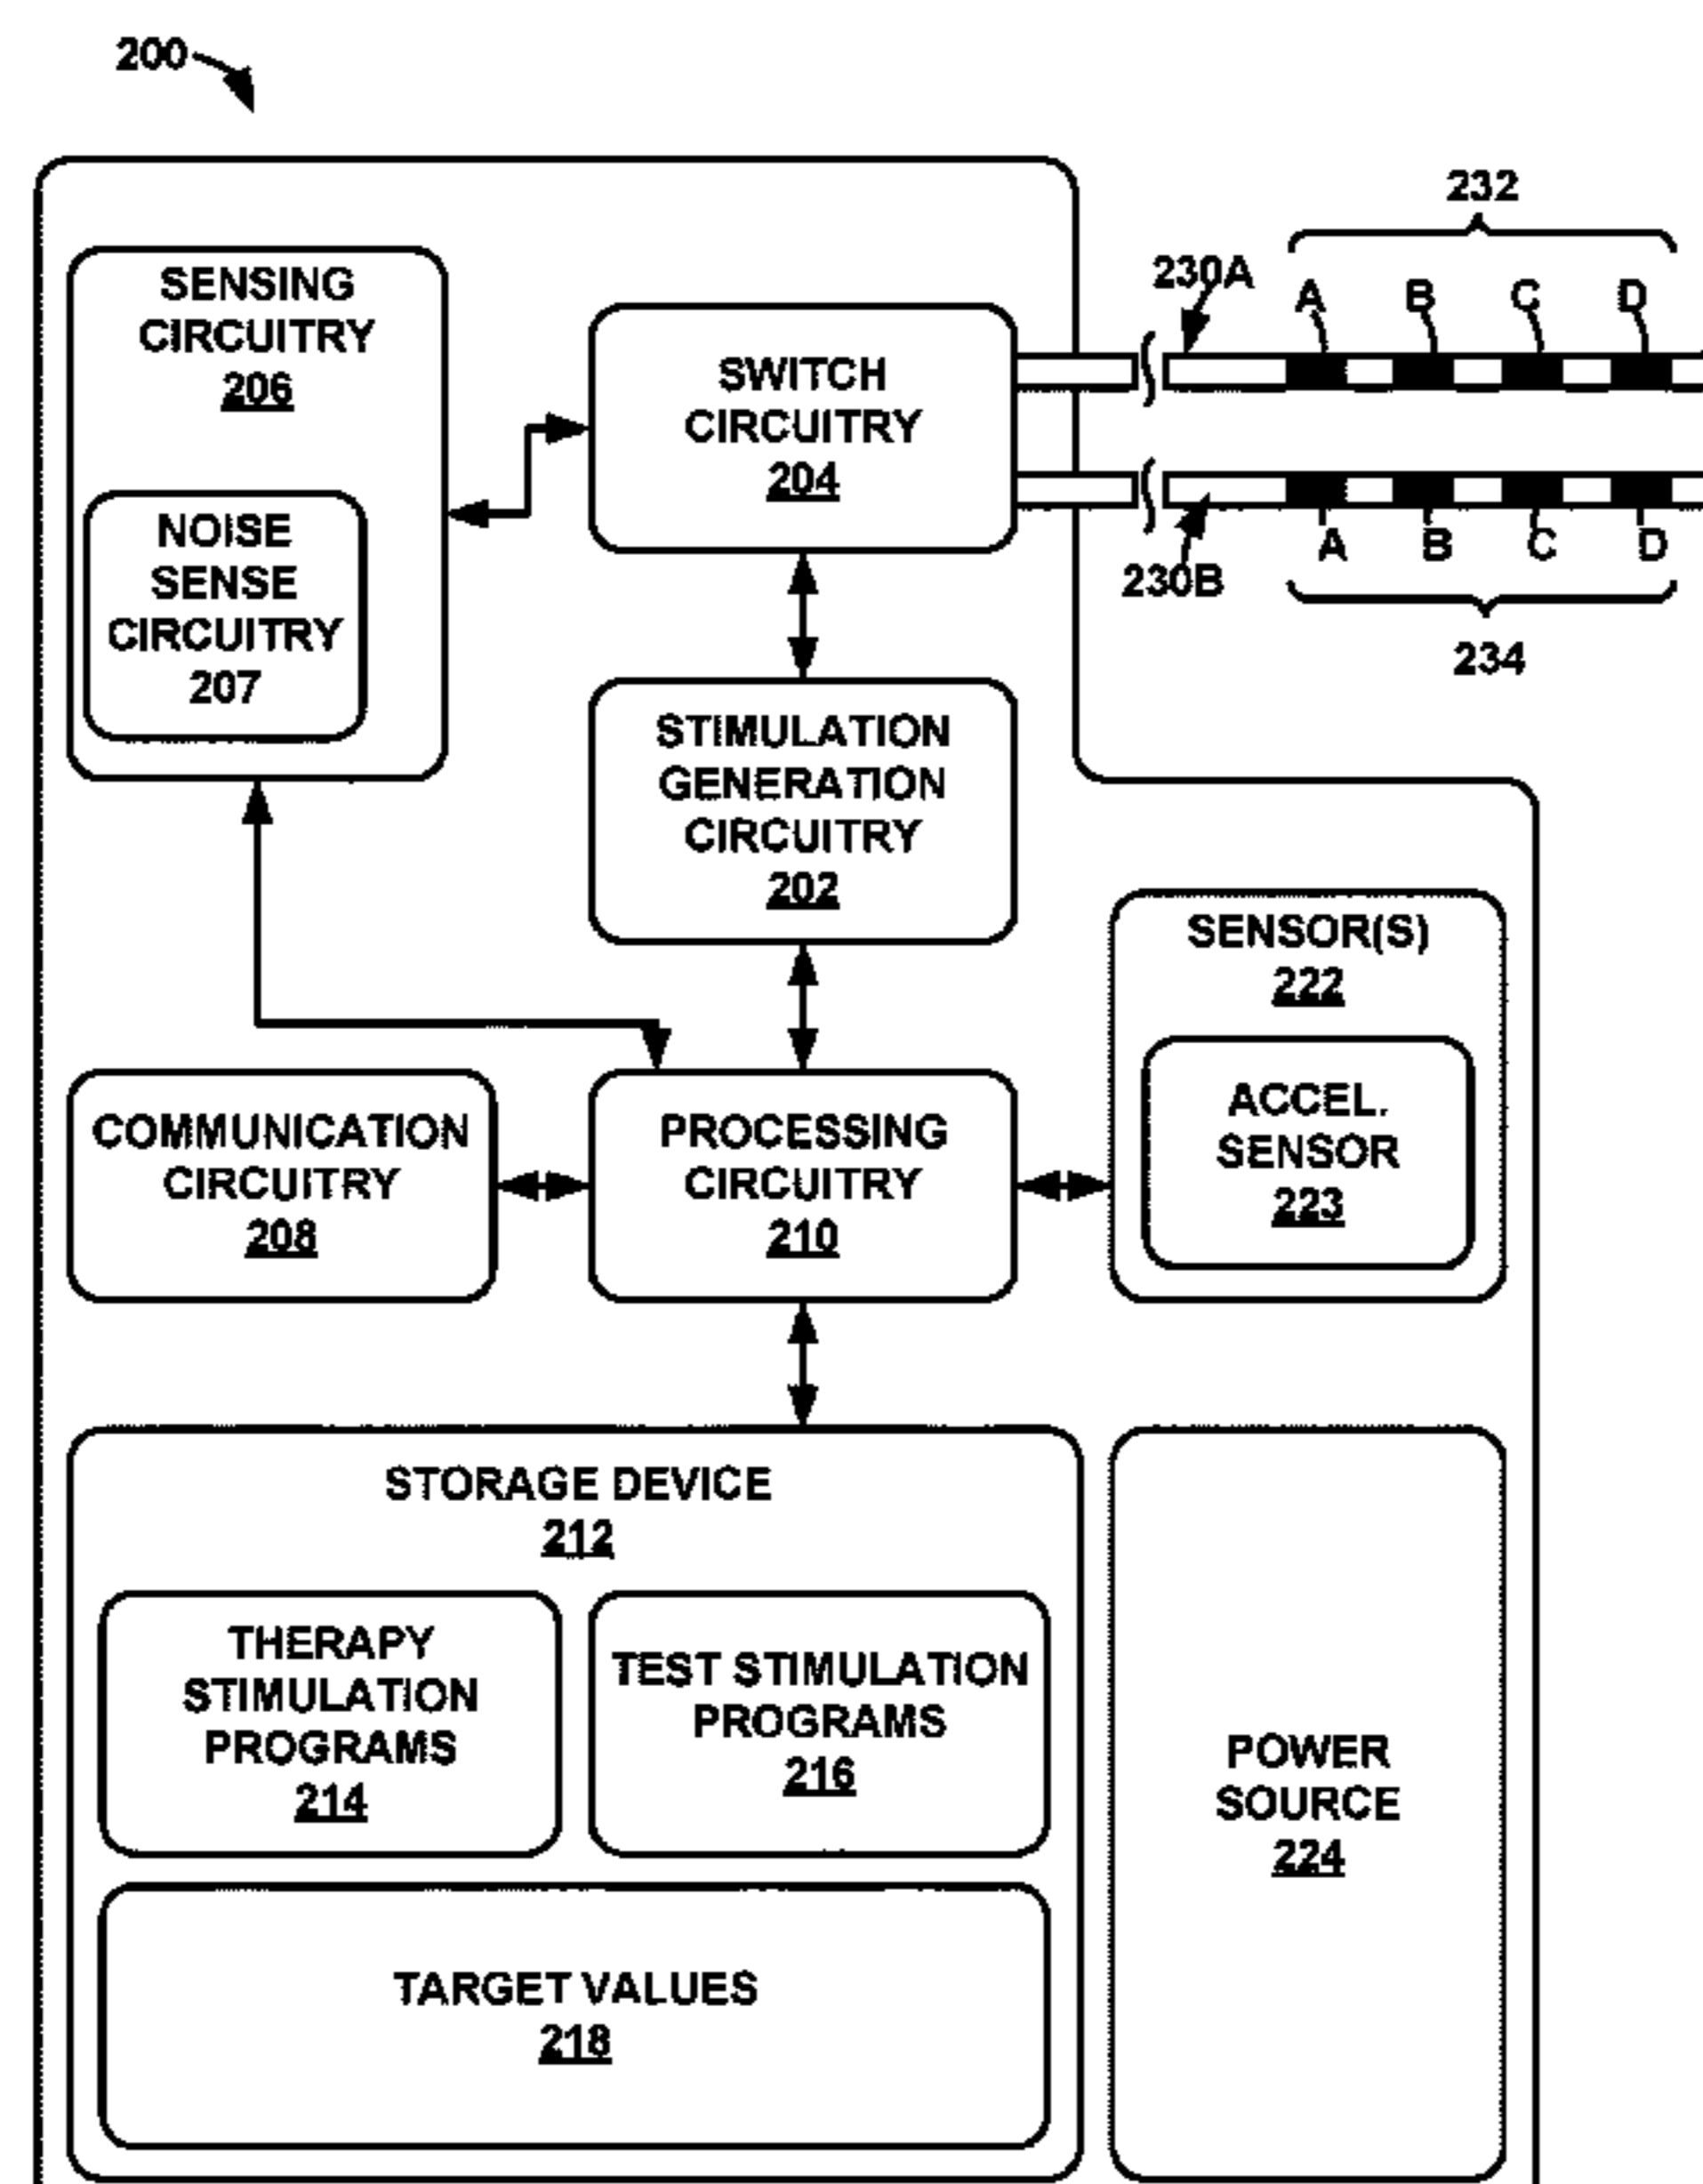 200
232
230A
A B C D
SENSING
CIRCUITRY
206
NOISE
SENSE
CIRCUITRY
207
SWITCH
CIRCUITRY
204
A B C D
230B
234
STIMULATION
GENERATION
CIRCUITRY
202
SENSOR(S)
222
ACCEL.
SENSOR
223
COMMUNICATION
CIRCUITRY
208
PROCESSING
CIRCUITRY
210
STORAGE DEVICE
212
THERAPY
STIMULATION
PROGRAMS
214
TEST STIMULATION
PROGRAMS
216
TARGET VALUES
218
POWER
SOURCE
224